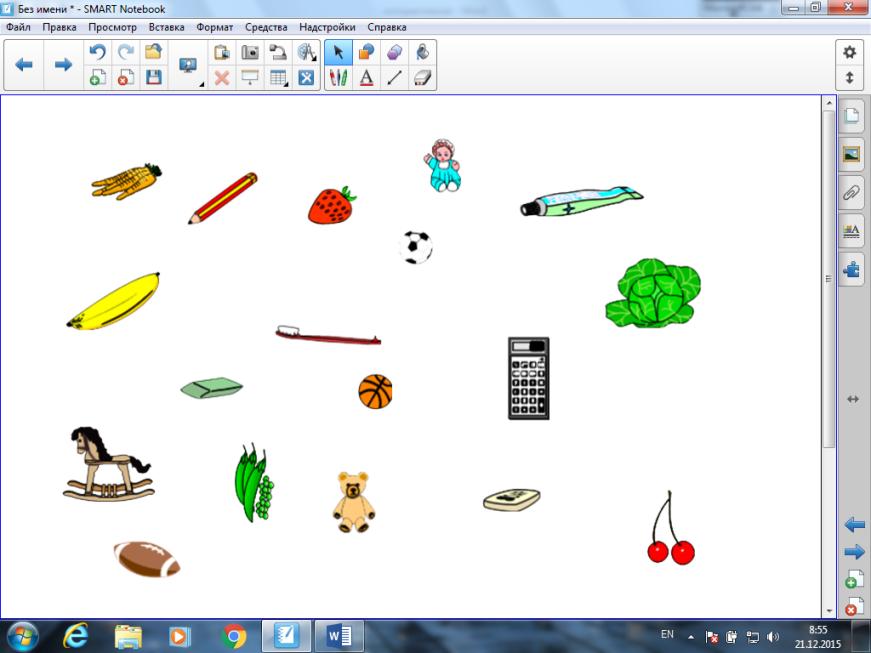 Без имени * - SMART Notebook
Файл Правка Просмотр Вставка Формат Средства Надстройки Справка
EN
8:55
21.12.2015